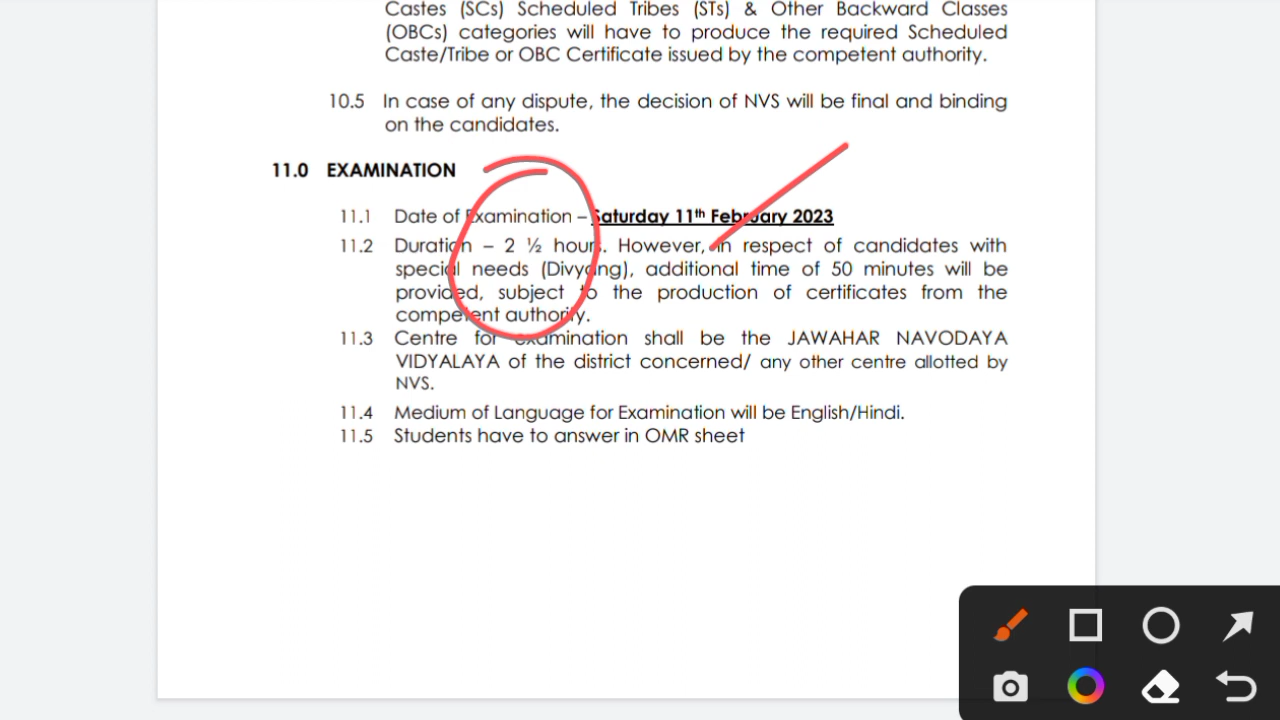 Castes (SCs) Scheduled Tribes (STs) & Other Backward Classes
(OBCs) categories will have to produce the required Scheduled
Caste/Tribe or OBC Certificate issued by the competent authority.
10.5 In case of any dispute, the decision of NVS will be final and binding
on the candidates.
11.0 EXAMINATION
11.1 Date of Examination – Saturday 11th February 2023
11.2 Duration – 2 ½ hours. However, in respect of candidates with
special needs (Divyang), additional time of 50 minutes will be
provided, subject to the production of certificates from the
competent authority.
11.3 Centre for examination shall be the JAWAHAR NAVODAYA
VIDYALAYA of the district concerned/ any other centre allotted by
NVS.
11.4 Medium of Language for Examination will be English/Hindi.
11.5 Students have to answer in OMR sheet